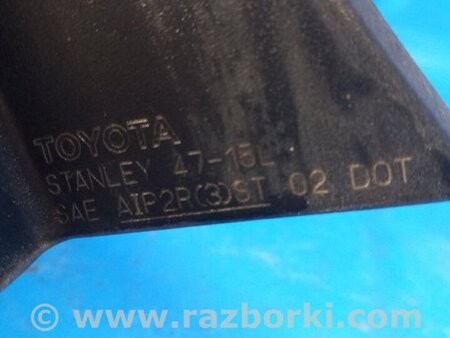 TOYOTA
STANLEY 47-15L
SAE AIP2R(3)ST 02 DOT
© www.razborki.com